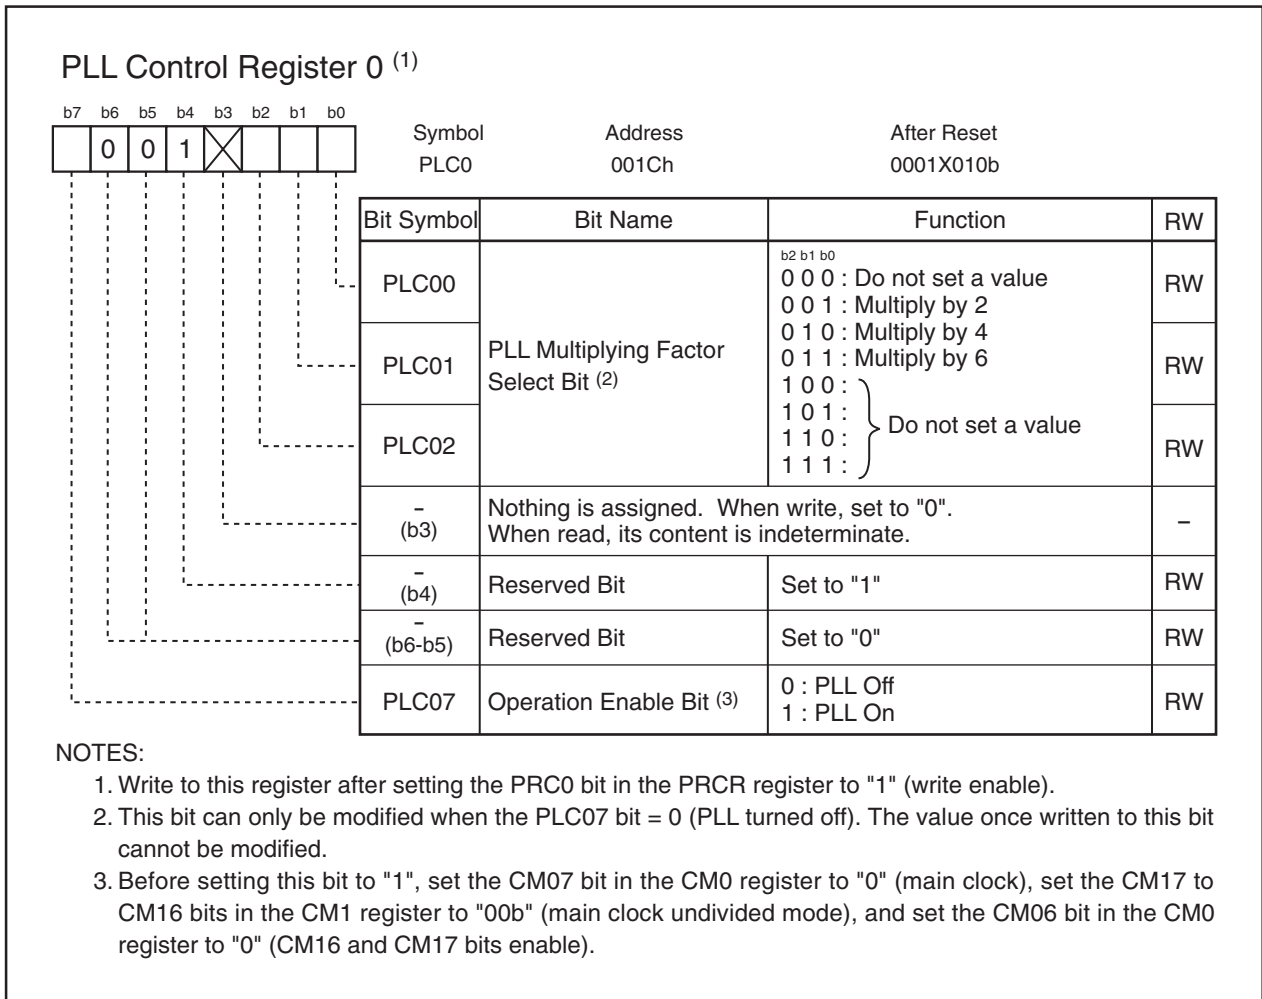 PLL Control Register 0 (1)
b7 b6 b5 b4 b3 b2 b1 b0
0 0 1
Symbol Address After Reset
PLC0 001Ch 0001X010b
Bit Symbol Bit Name Function RW
PLC00 RW
PLC01 RW
PLC02 RW
PLL Multiplying Factor
Select Bit (2)
b2 b1 b0
0 0 0 : Do not set a value
0 0 1 : Multiply by 2
0 1 0 : Multiply by 4
0 1 1 : Multiply by 6
1 0 0 :
1 0 1 :
1 1 0 :
1 1 1 :
Do not set a value
–
(b3)
Nothing is assigned. When write, set to "0".
When read, its content is indeterminate.
–
–
(b4)
Reserved Bit Set to "1" RW
–
(b6-b5)
Reserved Bit Set to "0" RW
PLC07 Operation Enable Bit (3)
0 : PLL Off
1 : PLL On
RW
NOTES:
1. Write to this register after setting the PRC0 bit in the PRCR register to "1" (write enable).
2. This bit can only be modified when the PLC07 bit = 0 (PLL turned off). The value once written to this bit
cannot be modified.
3. Before setting this bit to "1", set the CM07 bit in the CM0 register to "0" (main clock), set the CM17 to
CM16 bits in the CM1 register to "00b" (main clock undivided mode), and set the CM06 bit in the CM0
register to "0" (CM16 and CM17 bits enable).